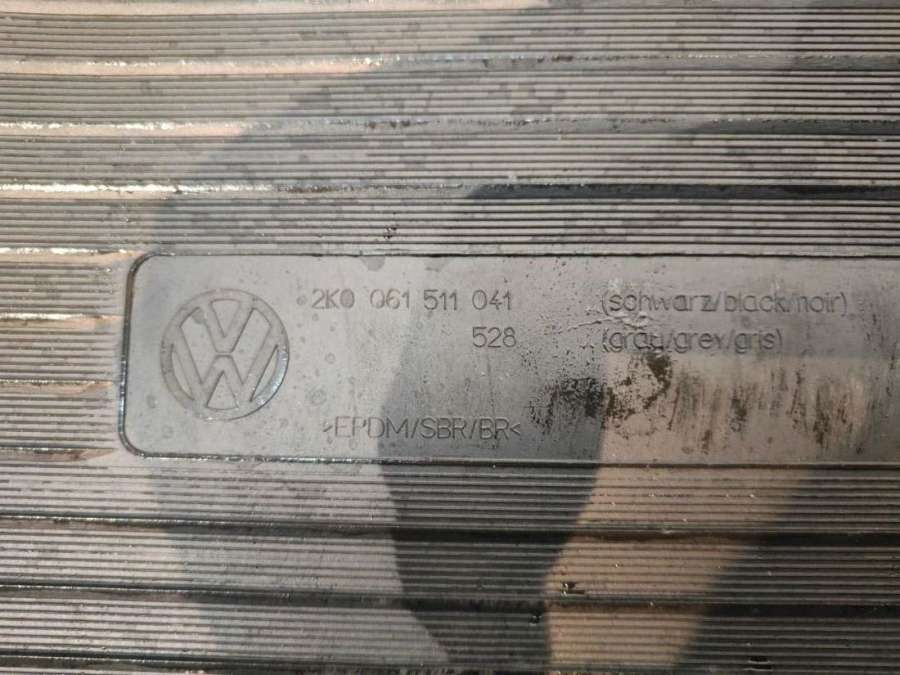 2K0 061 511 041 (schwarz/black/noir)
528 (grau/grey/gris)
>EPDM/SBR/BR<